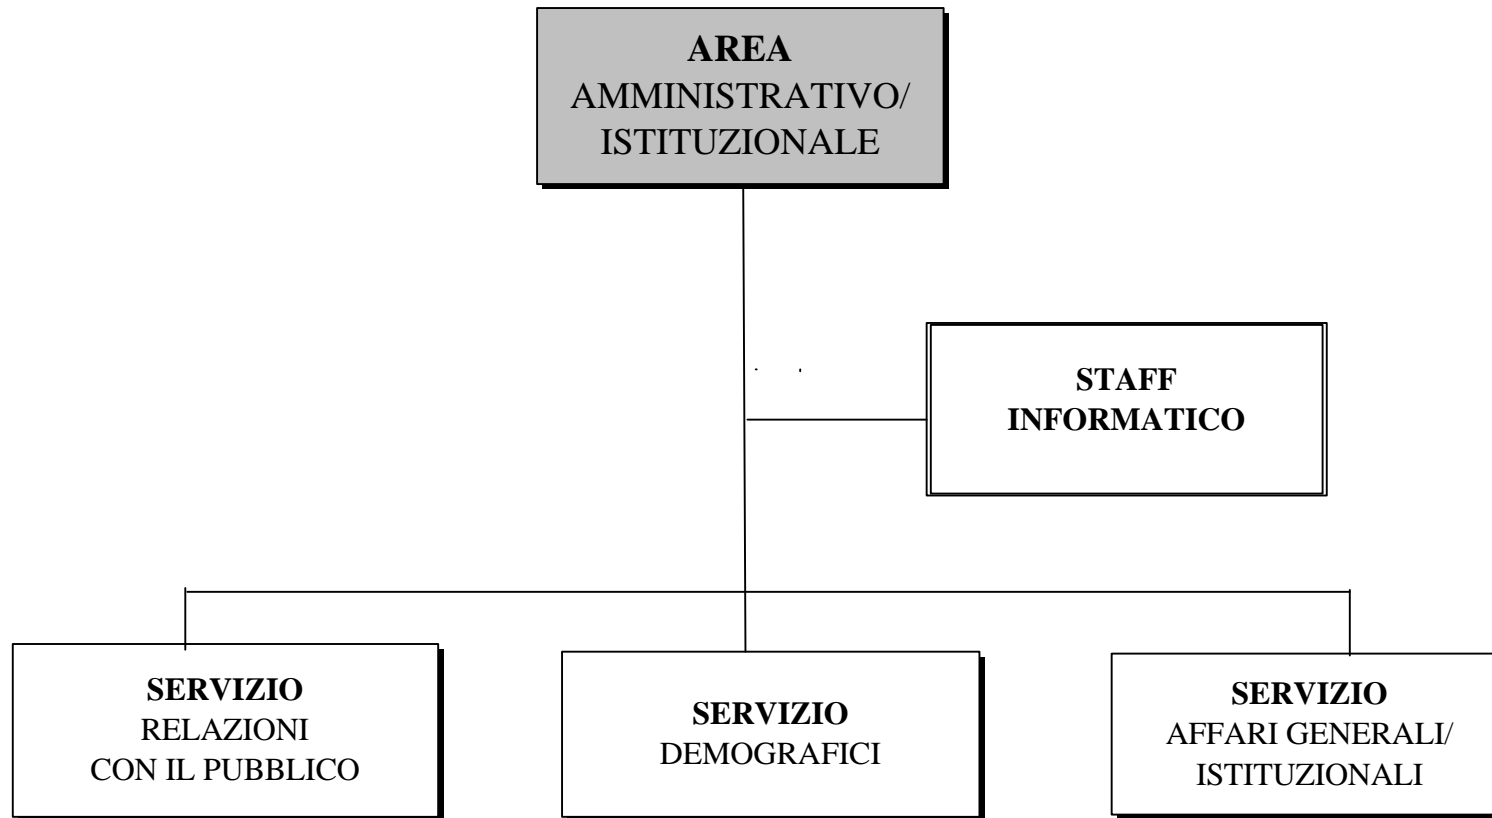 AREA
AMMINISTRATIVO/
ISTITUZIONALE
STAFF
INFORMATICO
SERVIZIO
RELAZIONI
CON IL PUBBLICO
SERVIZIO
DEMOGRAFICI
SERVIZIO
AFFARI GENERALI/
ISTITUZIONALI